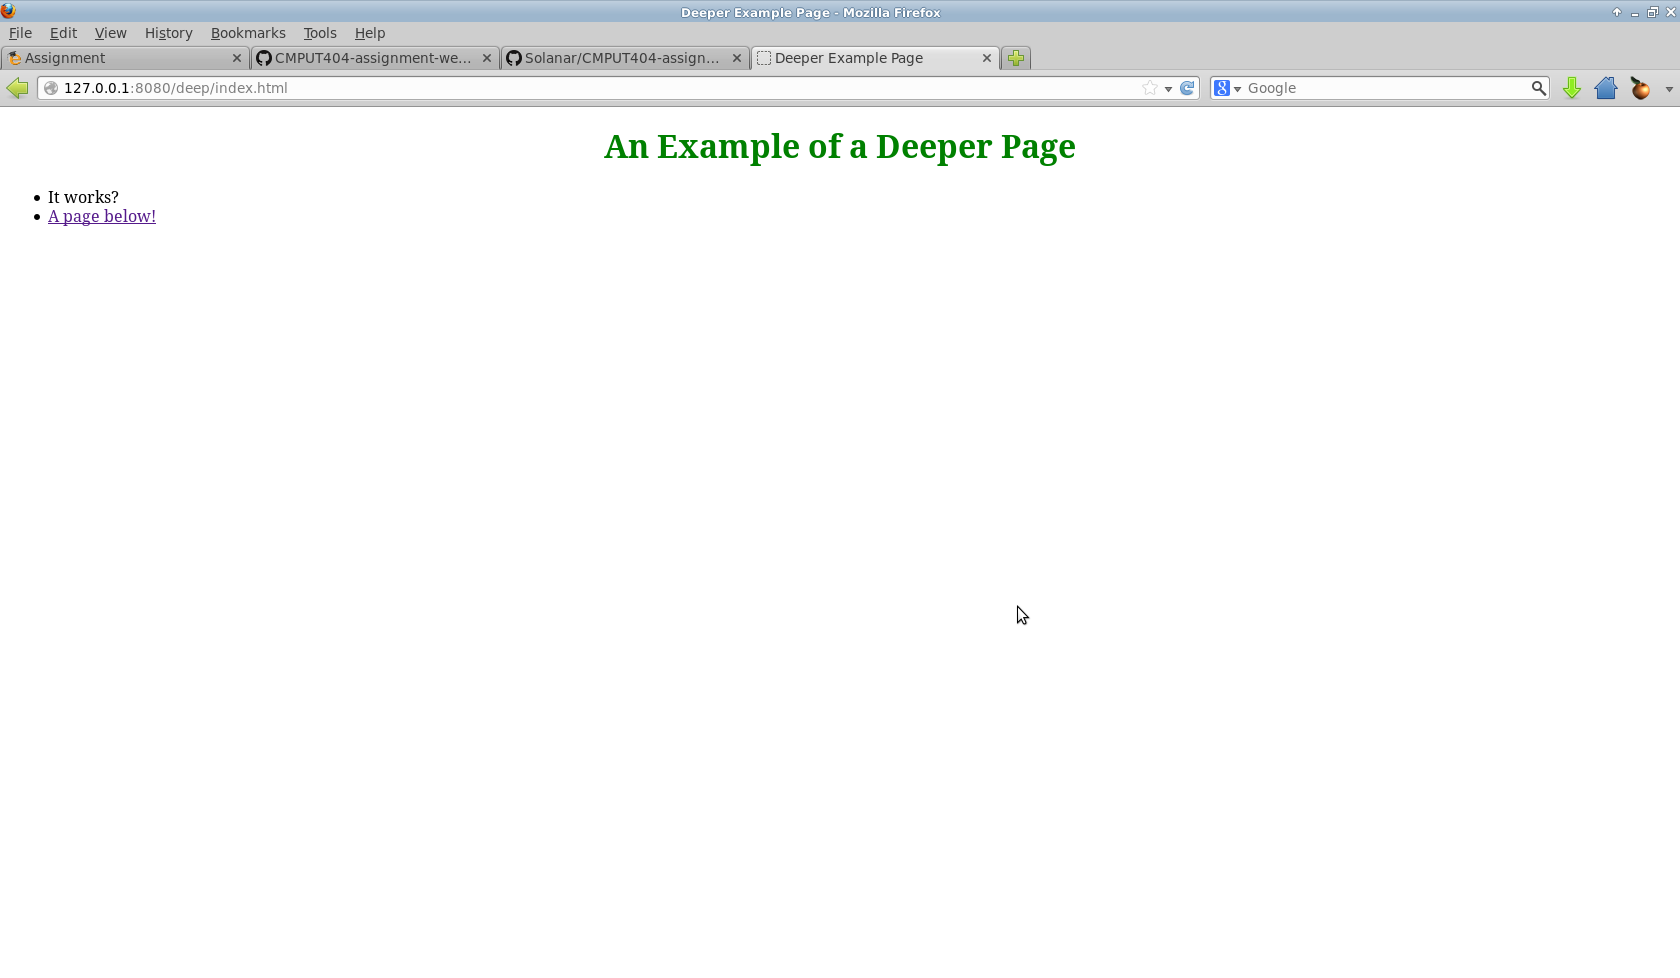 Deeper Example Page - Mozilla Firefox
File Edit View History Bookmarks Tools Help
Assignment CMPUT404-assignment-we... Solanar/CMPUT404-assign... Deeper Example Page
127.0.0.1:8080/deep/index.html Google
An Example of a Deeper Page
It works?
A page below!